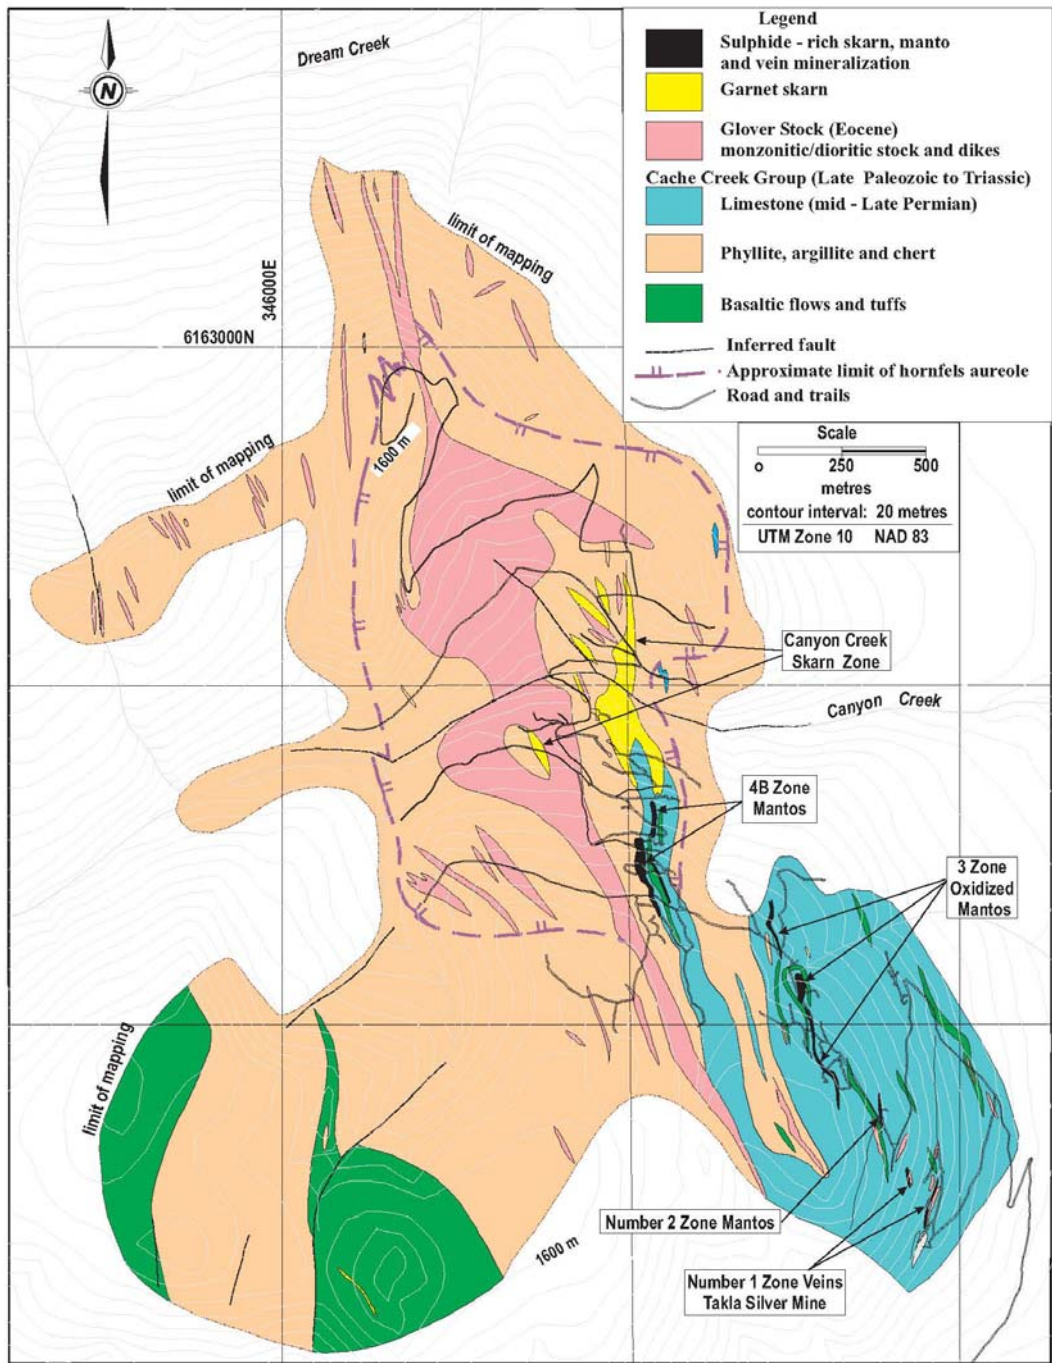 Legend
Sulphide - rich skarn, manto
and vein mineralization
Garnet skarn
Glover Stock (Eocene)
monzonitic/dioritic stock and dikes
Cache Creek Group (Late Paleozoic to Triassic)
Limestone (mid - Late Permian)
Phyllite, argillite and chert
Basaltic flows and tuffs
Inferred fault
Approximate limit of hornfels aureole
Road and trails
Scale
0 250 500
metres
contour interval: 20 metres
UTM Zone 10 NAD 83
N
Dream Creek
limit of mapping
346000E
6163000N
1600 m
limit of mapping
Canyon Creek
Skarn Zone
Canyon Creek
4B Zone
Mantos
3 Zone
Oxidized
Mantos
limit of mapping
Number 2 Zone Mantos
1600 m
Number 1 Zone Veins
Takla Silver Mine